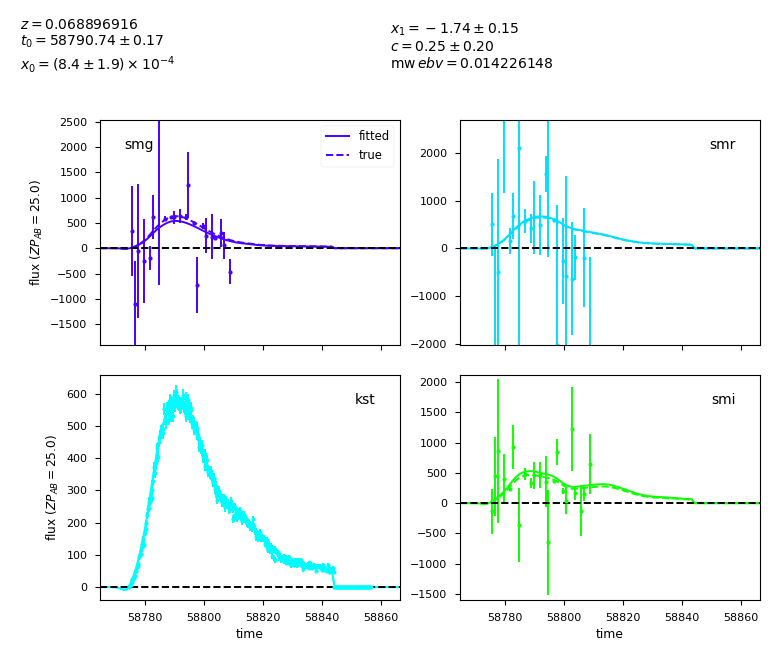 z = 0.068896916
t₀ = 58790.74 ± 0.17
x₀ = (8.4 ± 1.9) × 10⁻⁴
x₁ = −1.74 ± 0.15
c = 0.25 ± 0.20
mw ebv = 0.014226148
smg
fitted
true
flux (ZP_AB = 25.0)
2500
2000
1500
1000
500
0
−500
−1000
−1500
smr
2000
1000
0
−1000
−2000
kst
flux (ZP_AB = 25.0)
600
500
400
300
200
100
0
58780 58800 58820 58840 58860
time
smi
2000
1500
1000
500
0
−500
−1000
−1500
58780 58800 58820 58840 58860
time